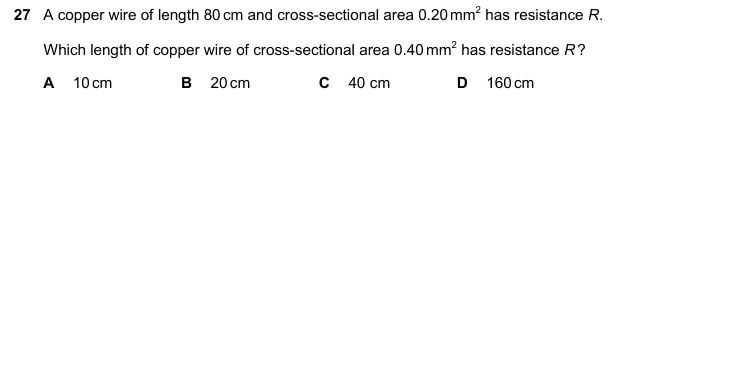 27 A copper wire of length 80 cm and cross-sectional area 0.20 mm² has resistance R.
Which length of copper wire of cross-sectional area 0.40 mm² has resistance R?
A 10 cm B 20 cm C 40 cm D 160 cm